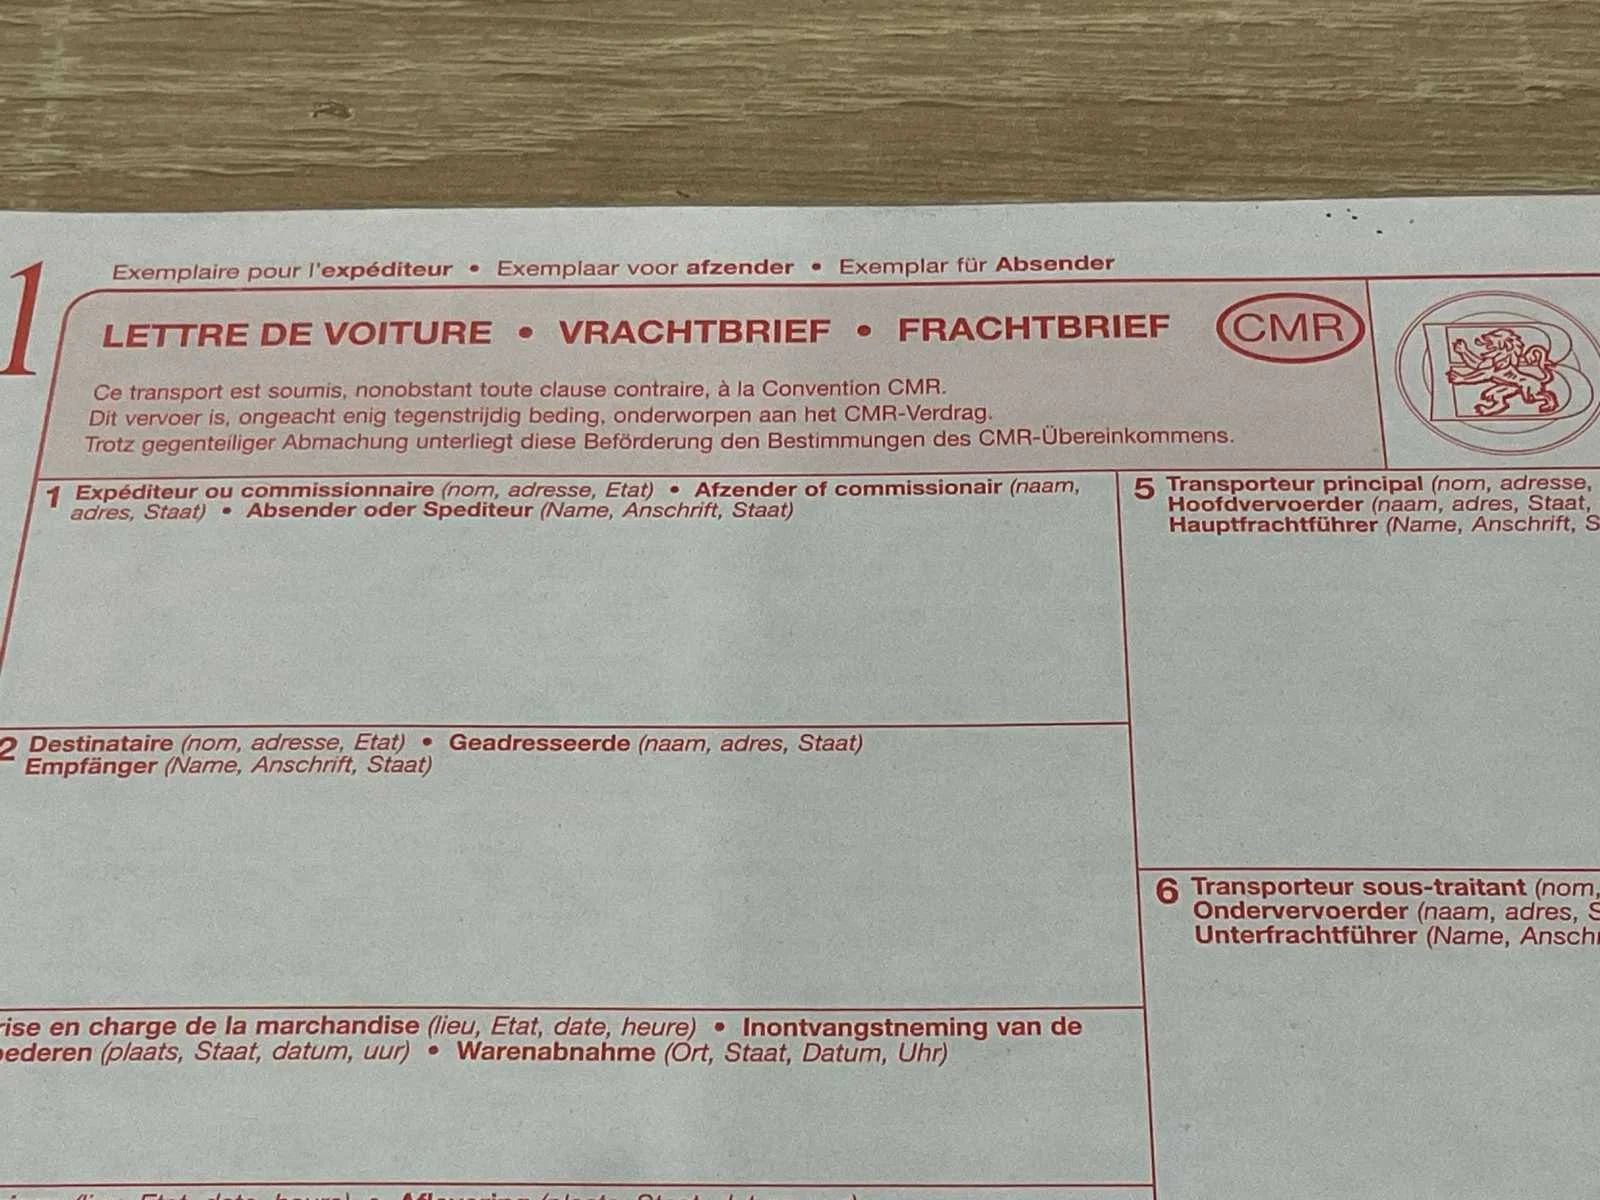 1
Exemplaire pour l'expéditeur • Exemplaar voor afzender • Exemplar für Absender
LETTRE DE VOITURE • VRACHTBRIEF • FRACHTBRIEF CMR
Ce transport est soumis, nonobstant toute clause contraire, à la Convention CMR.
Dit vervoer is, ongeacht enig tegenstrijdig beding, onderworpen aan het CMR-Verdrag.
Trotz gegenteiliger Abmachung unterliegt diese Beförderung den Bestimmungen des CMR-Übereinkommens.
1 Expéditeur ou commissionnaire (nom, adresse, Etat) • Afzender of commissionair (naam,
adres, Staat) • Absender oder Spediteur (Name, Anschrift, Staat)
5 Transporteur principal (nom, adresse,
Hoofdvervoerder (naam, adres, Staat,
Hauptfrachtführer (Name, Anschrift, S
2 Destinataire (nom, adresse, Etat) • Geadresseerde (naam, adres, Staat)
Empfänger (Name, Anschrift, Staat)
6 Transporteur sous-traitant (nom,
Ondervervoerder (naam, adres, S
Unterfrachtführer (Name, Anschr
rise en charge de la marchandise (lieu, Etat, date, heure) • Inontvangstneming van de
ederen (plaats, Staat, datum, uur) • Warenabnahme (Ort, Staat, Datum, Uhr)